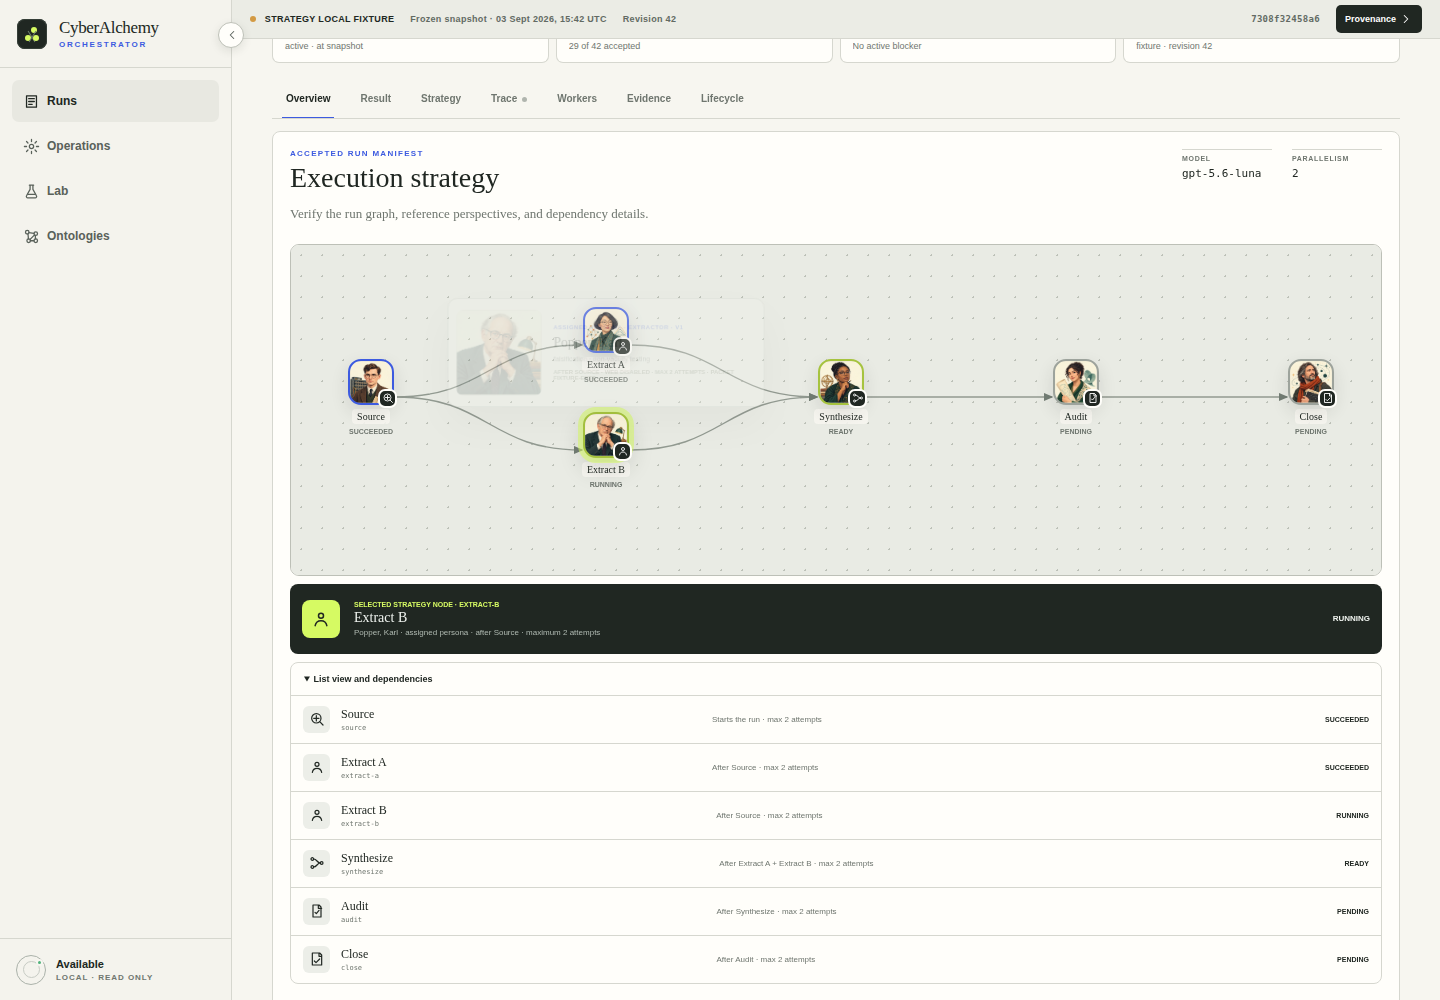 CyberAlchemy
ORCHESTRATOR
Runs
Operations
Lab
Ontologies
Available
LOCAL · READ ONLY
STRATEGY LOCAL FIXTURE Frozen snapshot · 03 Sept 2026, 15:42 UTC Revision 42 7308f32458a6 Provenance
active · at snapshot 29 of 42 accepted No active blocker fixture · revision 42
Overview Result Strategy Trace Workers Evidence Lifecycle
ACCEPTED RUN MANIFEST
Execution strategy
Verify the run graph, reference perspectives, and dependency details.
MODEL PARALLELISM
gpt-5.6-luna 2
Extract A
SUCCEEDED
Source Synthesize Audit Close
SUCCEEDED READY PENDING PENDING
Extract B
RUNNING
SELECTED STRATEGY NODE · EXTRACT-B
Extract B
Popper, Karl · assigned persona · after Source · maximum 2 attempts
RUNNING
List view and dependencies
Source
source
Starts the run · max 2 attempts
SUCCEEDED
Extract A
extract-a
After Source · max 2 attempts
SUCCEEDED
Extract B
extract-b
After Source · max 2 attempts
RUNNING
Synthesize
synthesize
After Extract A + Extract B · max 2 attempts
READY
Audit
audit
After Synthesize · max 2 attempts
PENDING
Close
close
After Audit · max 2 attempts
PENDING